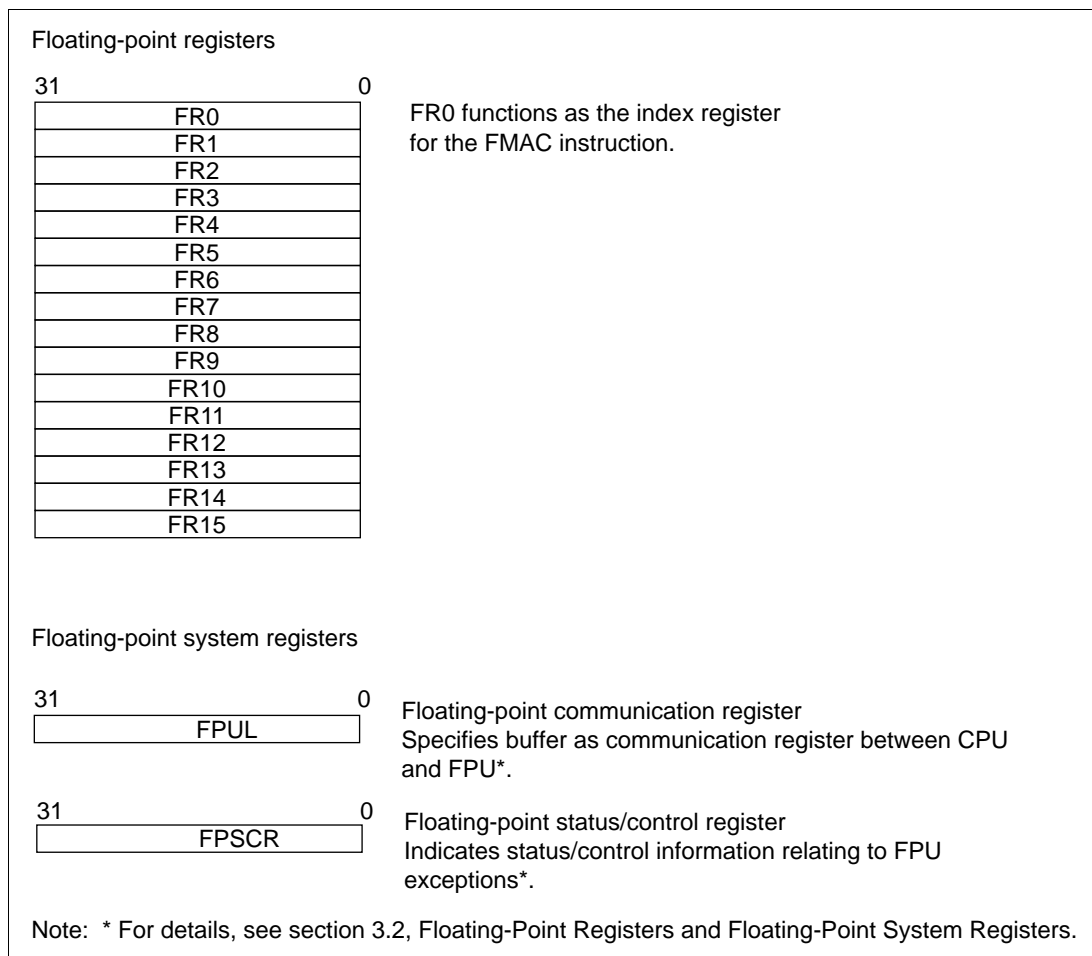 Floating-point registers
31 0
FR0
FR0 functions as the index register
for the FMAC instruction.
FR1
FR2
FR3
FR4
FR5
FR6
FR7
FR8
FR9
FR10
FR11
FR12
FR13
FR14
FR15
Floating-point system registers
31 0
FPUL
Floating-point communication register
Specifies buffer as communication register between CPU
and FPU*.
31 0
FPSCR
Floating-point status/control register
Indicates status/control information relating to FPU
exceptions*.
Note: * For details, see section 3.2, Floating-Point Registers and Floating-Point System Registers.